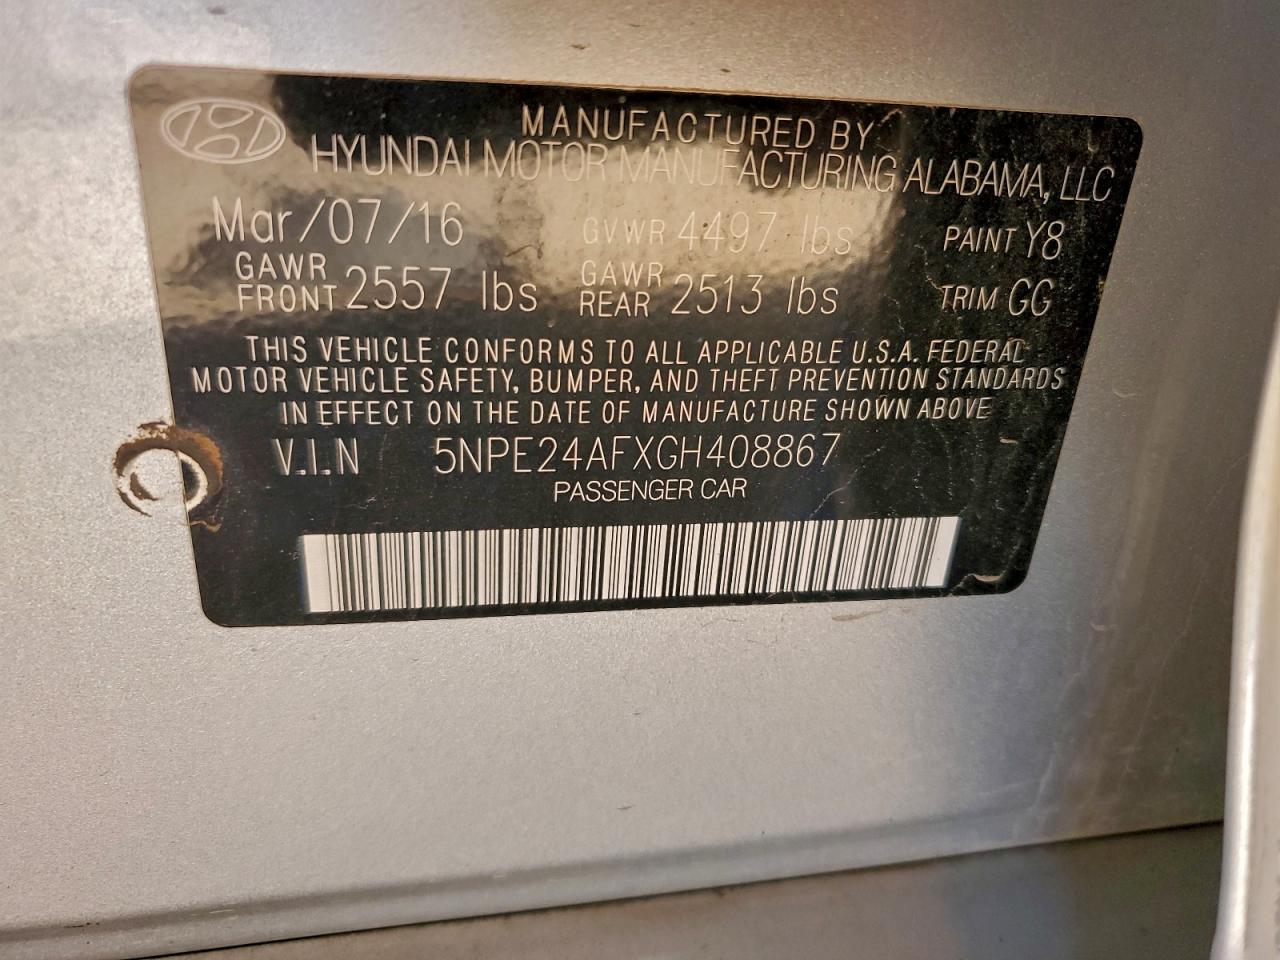 MANUFACTURED BY
HYUNDAI MOTOR MANUFACTURING ALABAMA, LLC
Mar/07/16 GVWR 4497 lbs PAINT Y8
GAWR FRONT 2557 lbs GAWR REAR 2513 lbs TRIM GG
THIS VEHICLE CONFORMS TO ALL APPLICABLE U.S.A. FEDERAL
MOTOR VEHICLE SAFETY, BUMPER, AND THEFT PREVENTION STANDARDS
IN EFFECT ON THE DATE OF MANUFACTURE SHOWN ABOVE
V.I.N 5NPE24AFXGH408867
PASSENGER CAR